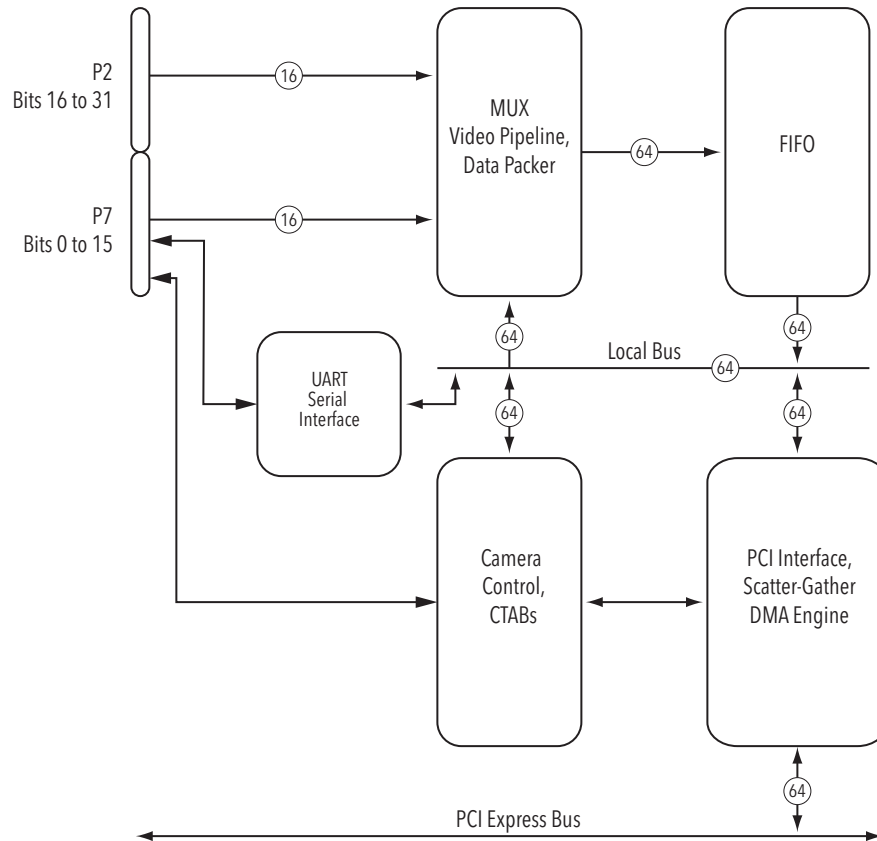 P2
Bits 16 to 31
16
MUX
Video Pipeline,
Data Packer
64
FIFO
P7
Bits 0 to 15
16
64
64
Local Bus
64
UART
Serial
Interface
64
64
Camera
Control,
CTABs
PCI Interface,
Scatter-Gather
DMA Engine
64
PCI Express Bus